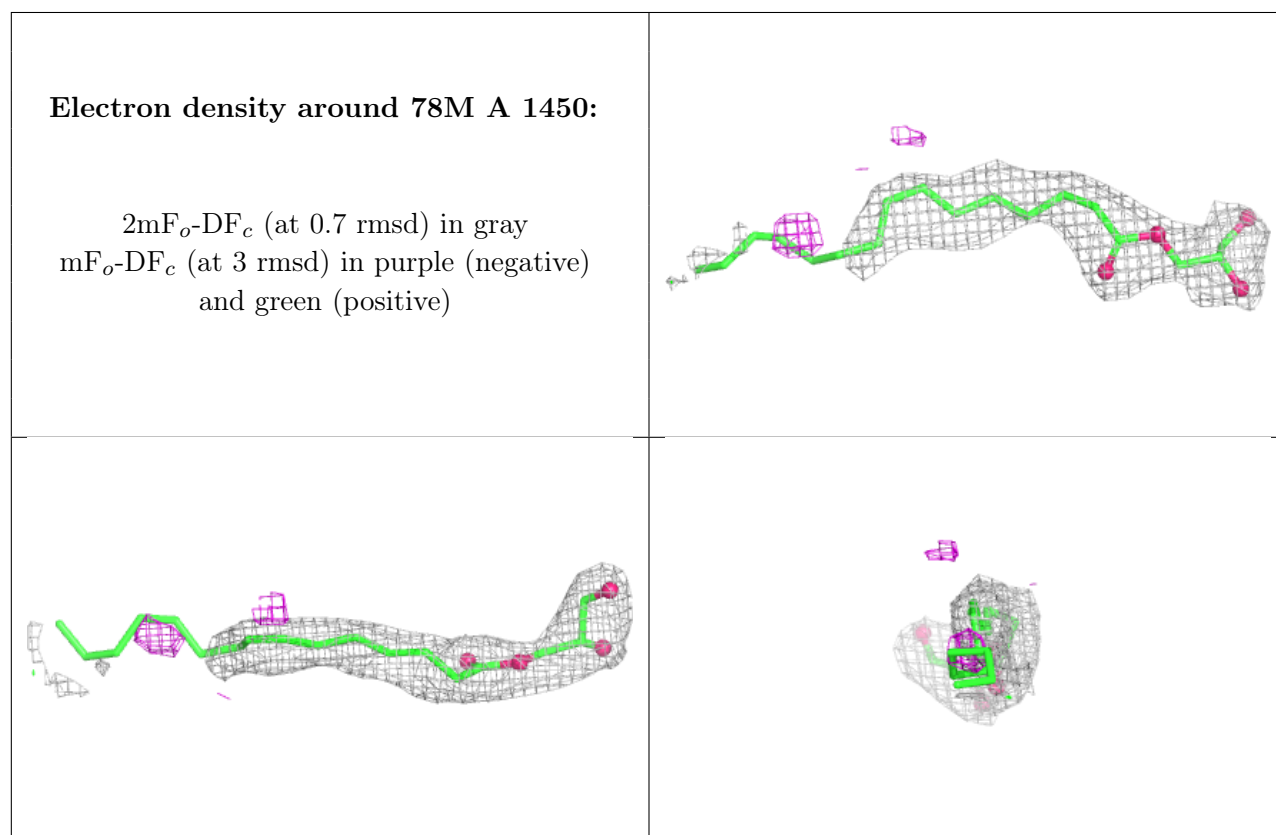 Electron density around 78M A 1450:
2mFo-DFc (at 0.7 rmsd) in gray
mFo-DFc (at 3 rmsd) in purple (negative)
and green (positive)